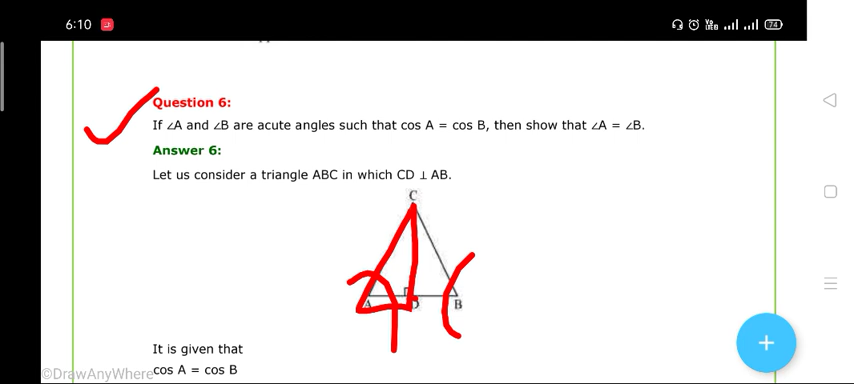 6:10
74
Question 6:
If ∠A and ∠B are acute angles such that cos A = cos B, then show that ∠A = ∠B.
Answer 6:
Let us consider a triangle ABC in which CD ⊥ AB.
C
A D B
It is given that
cos A = cos B
©DrawAnyWhere